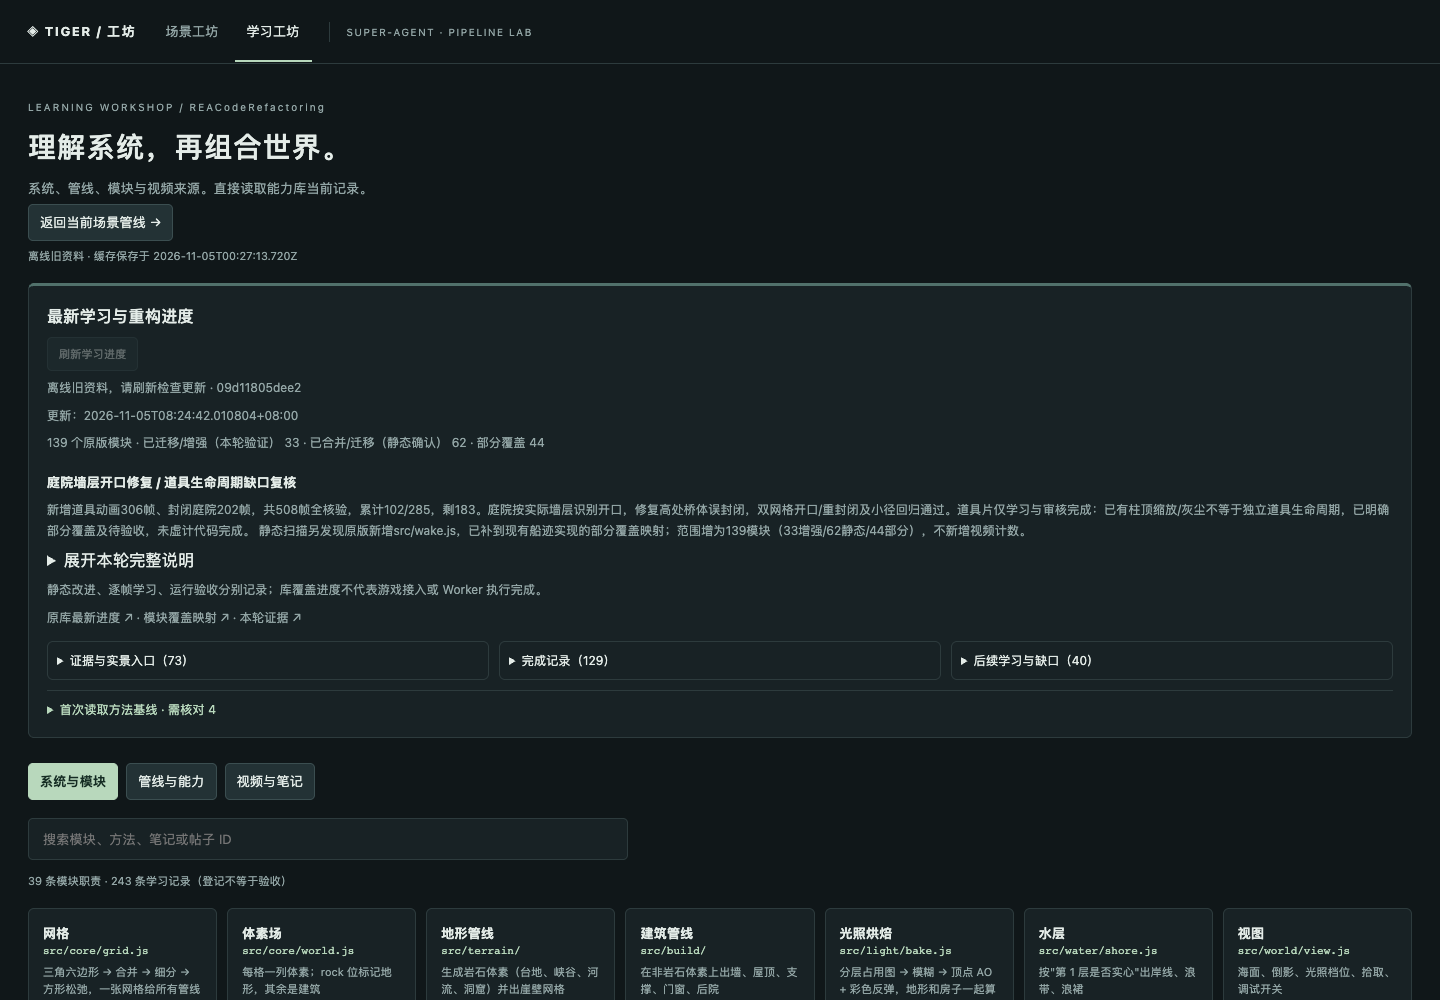 ◈ TIGER / 工坊 场景工坊 学习工坊 SUPER-AGENT · PIPELINE LAB
LEARNING WORKSHOP / REACodeRefactoring
理解系统，再组合世界。
系统、管线、模块与视频来源。直接读取能力库当前记录。
返回当前场景管线 →
离线旧资料 · 缓存保存于 2026-11-05T00:27:13.720Z
最新学习与重构进度
刷新学习进度
离线旧资料，请刷新检查更新 · 09d11805dee2
更新：2026-11-05T08:24:42.010804+08:00
139 个原版模块 · 已迁移/增强（本轮验证） 33 · 已合并/迁移（静态确认） 62 · 部分覆盖 44
庭院墙层开口修复 / 道具生命周期缺口复核
新增道具动画306帧、封闭庭院202帧，共508帧全核验，累计102/285，剩183。庭院按实际墙层识别开口，修复高处桥体误封闭，双网格开口/重封闭及小径回归通过。道具片仅学习与审核完成：已有柱顶缩放/灰尘不等于独立道具生命周期，已明确
部分覆盖及待验收，未虚计代码完成。 静态扫描另发现原版新增src/wake.js，已补到现有船迹实现的部分覆盖映射；范围增为139模块（33增强/62静态/44部分），不新增视频计数。
▶ 展开本轮完整说明
静态改进、逐帧学习、运行验收分别记录；库覆盖进度不代表游戏接入或 Worker 执行完成。
原库最新进度 ↗ · 模块覆盖映射 ↗ · 本轮证据 ↗
▶ 证据与实景入口（73） ▶ 完成记录（129） ▶ 后续学习与缺口（40）
▶ 首次读取方法基线 · 需核对 4
系统与模块 管线与能力 视频与笔记
搜索模块、方法、笔记或帖子 ID
39 条模块职责 · 243 条学习记录（登记不等于验收）
网格
src/core/grid.js
三角六边形 → 合并 → 细分 →
方形松弛，一张网格给所有管线
体素场
src/core/world.js
每格一列体素；rock 位标记地
形，其余是建筑
地形管线
src/terrain/
生成岩石体素（台地、峡谷、河
流、洞窟）并出崖壁网格
建筑管线
src/build/
在非岩石体素上出墙、屋顶、支
撑、门窗、后院
光照烘焙
src/light/bake.js
分层占用图 → 模糊 → 顶点 AO
+ 彩色反弹，地形和房子一起算
水层
src/water/shore.js
按"第 1 层是否实心"出岸线、浪
带、浪裙
视图
src/world/view.js
海面、倒影、光照档位、拾取、
调试开关